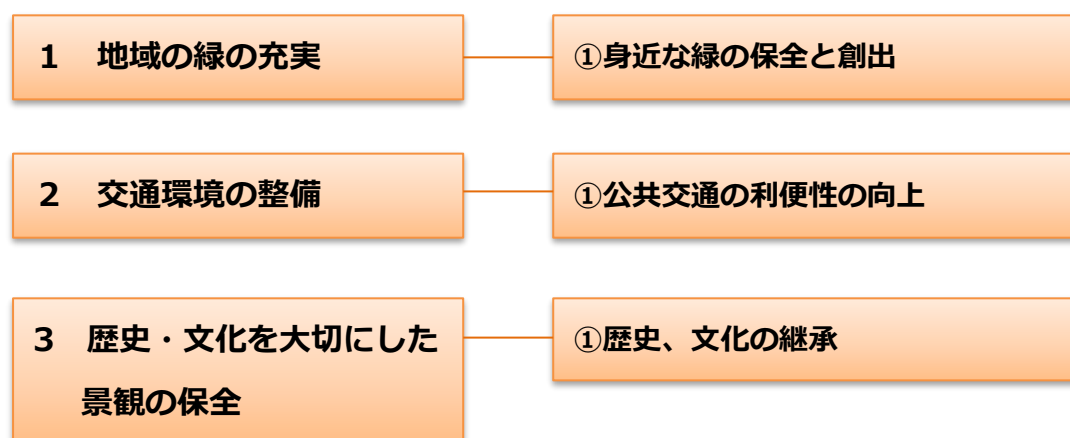 1 地域の緑の充実
①身近な緑の保全と創出
2 交通環境の整備
①公共交通の利便性の向上
3 歴史・文化を大切にした
景観の保全
①歴史、文化の継承